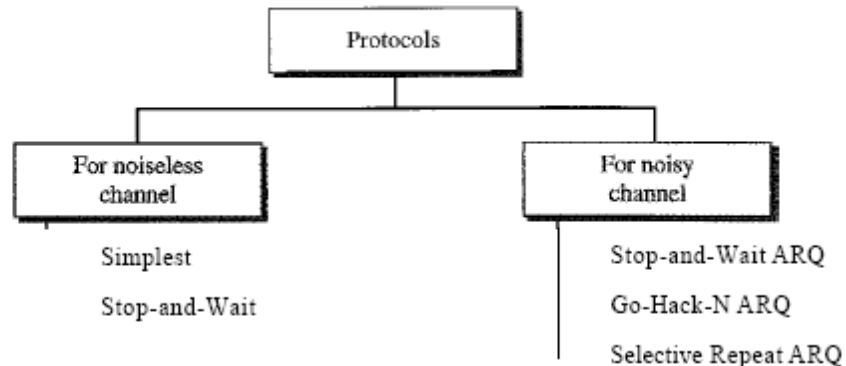 Protocols
For noiseless
channel
For noisy
channel
Simplest
Stop-and-Wait
Stop-and-Wait ARQ
Go-Hack-N ARQ
Selective Repeat ARQ